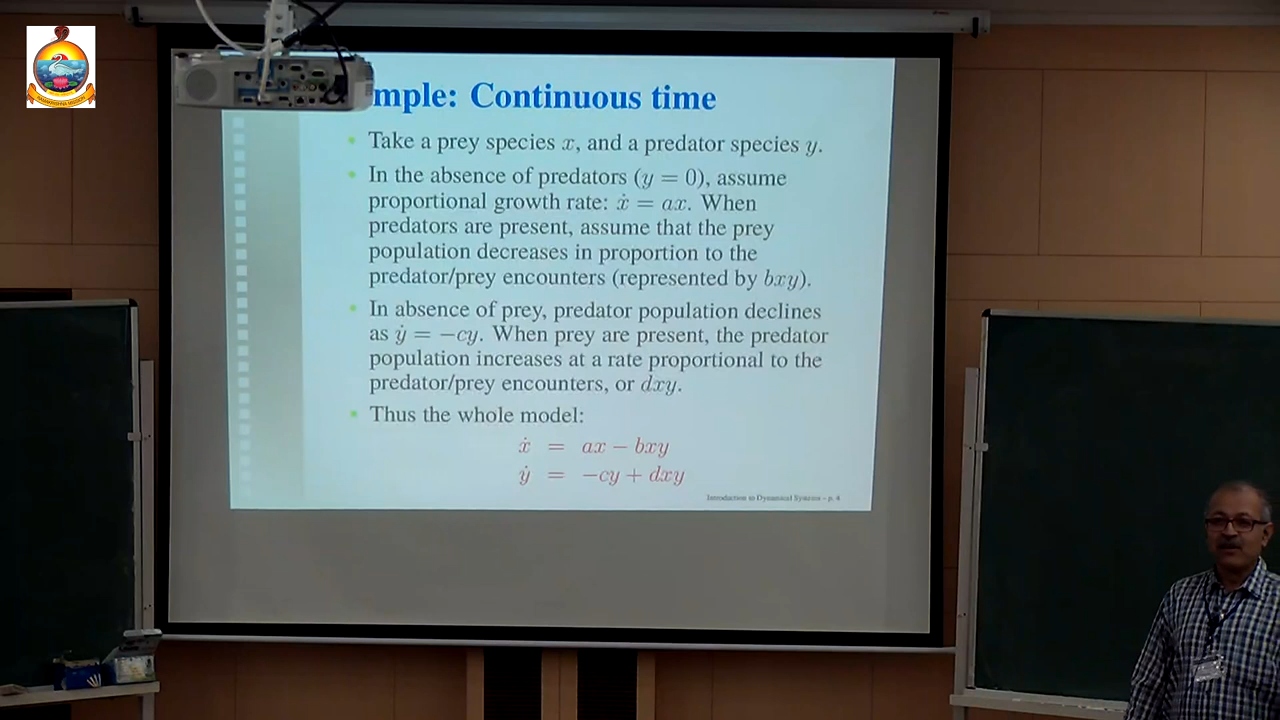 mple: Continuous time
Take a prey species x, and a predator species y.
In the absence of predators (y = 0), assume
proportional growth rate: ẋ = ax. When
predators are present, assume that the prey
population decreases in proportion to the
predator/prey encounters (represented by bxy).
In absence of prey, predator population declines
as ẏ = −cy. When prey are present, the predator
population increases at a rate proportional to the
predator/prey encounters, or dxy.
Thus the whole model:
ẋ = ax − bxy
ẏ = −cy + dxy
Introduction to Dynamical Systems – p. 4